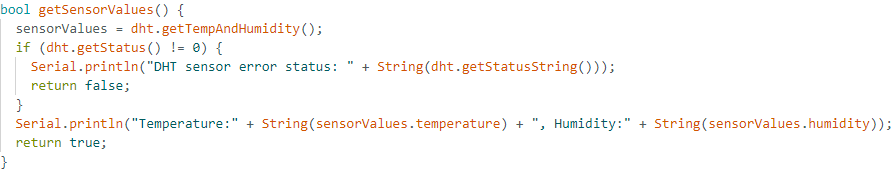 bool getSensorValues() {
  sensorValues = dht.getTempAndHumidity();
  if (dht.getStatus() != 0) {
    Serial.println("DHT sensor error status: " + String(dht.getStatusString()));
    return false;
  }
  Serial.println("Temperature:" + String(sensorValues.temperature) + ", Humidity:" + String(sensorValues.humidity));
  return true;
}